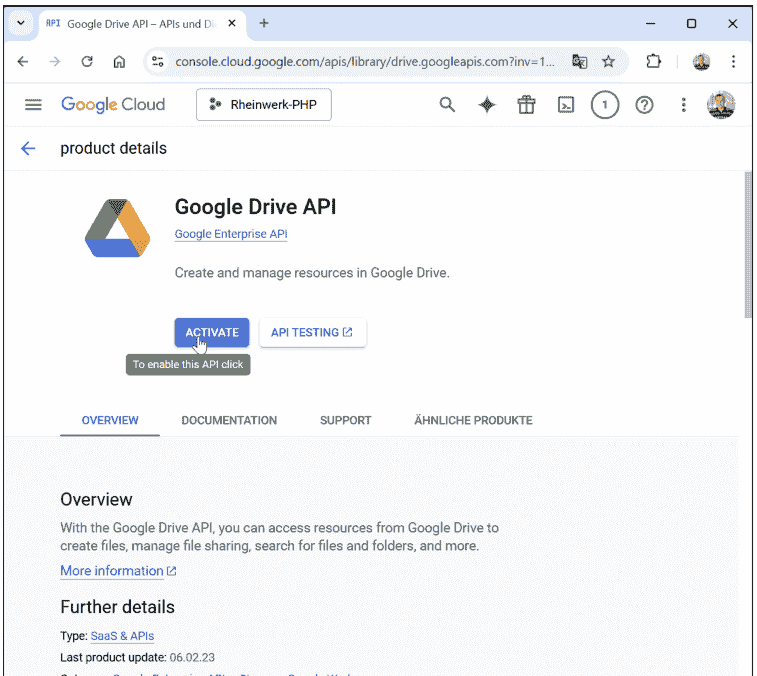 API Google Drive API – APIs und Di
console.cloud.google.com/apis/library/drive.googleapis.com?inv=1...
Google Cloud
Rheinwerk-PHP
1
product details
Google Drive API
Google Enterprise API
Create and manage resources in Google Drive.
ACTIVATE
API TESTING
To enable this API click
OVERVIEW DOCUMENTATION SUPPORT ÄHNLICHE PRODUKTE
Overview
With the Google Drive API, you can access resources from Google Drive to
create files, manage file sharing, search for files and folders, and more.
More information
Further details
Type: SaaS & APIs
Last product update: 06.02.23